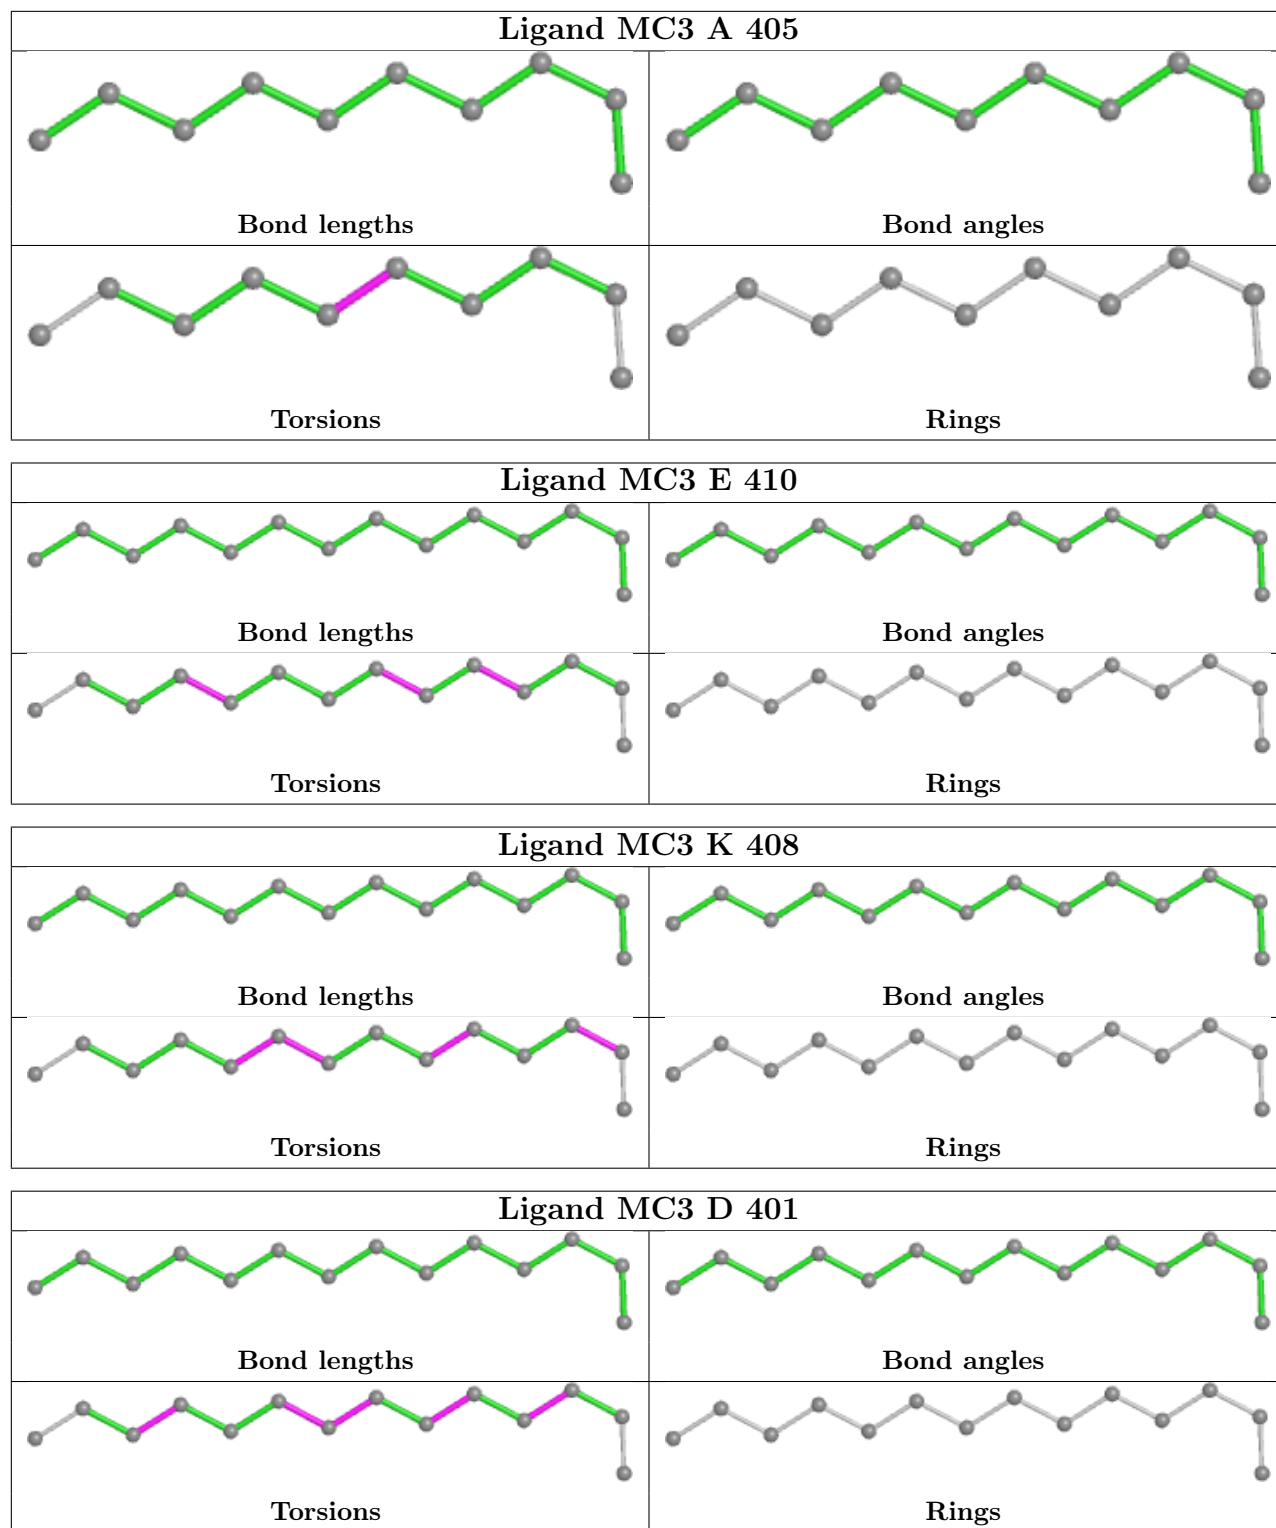 Ligand MC3 A 405
Bond lengths
Bond angles
Torsions
Rings
Ligand MC3 E 410
Bond lengths
Bond angles
Torsions
Rings
Ligand MC3 K 408
Bond lengths
Bond angles
Torsions
Rings
Ligand MC3 D 401
Bond lengths
Bond angles
Torsions
Rings